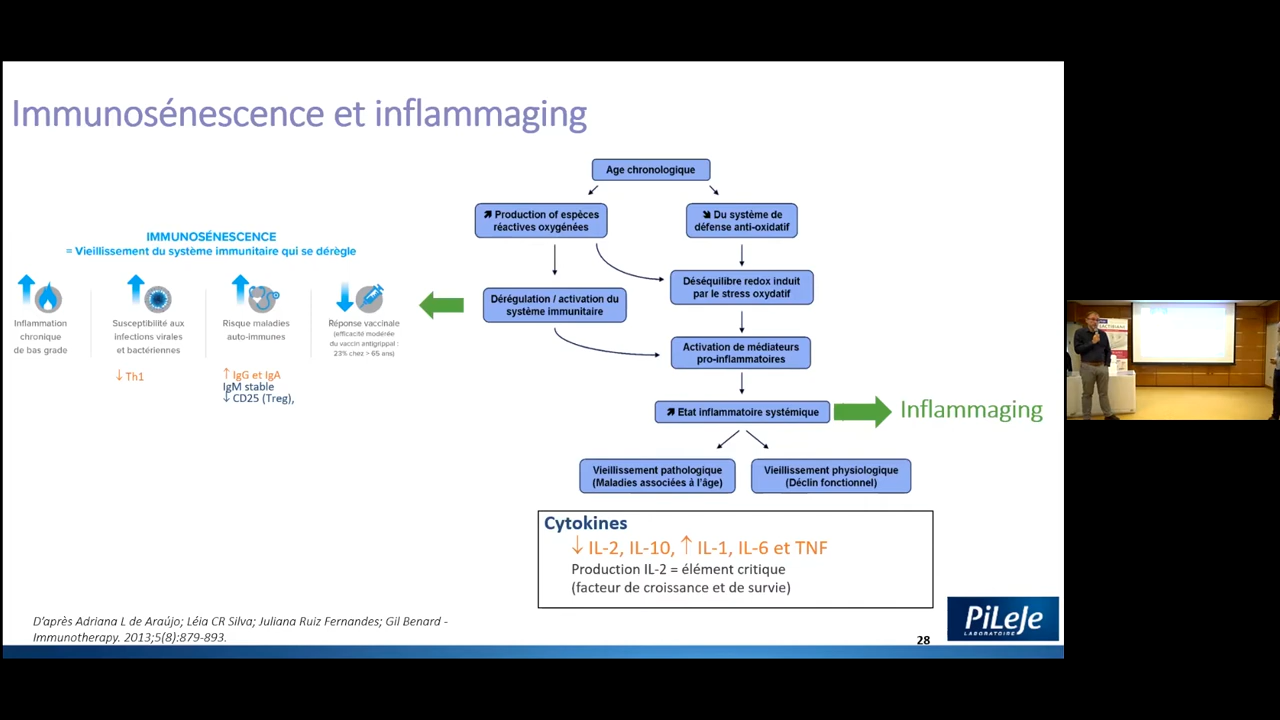 Immunosénescence et inflammaging
IMMUNOSÉNESCENCE
= Vieillissement du système immunitaire qui se dérègle
Inflammation
chronique
de bas grade
Susceptibilité aux
infections virales
et bactériennes
↓ Th1
Risque maladies
auto-immunes
↑ IgG et IgA
IgM stable
↓ CD25 (Treg),
Réponse vaccinale
(efficacité modérée
du vaccin antigrippal :
23% chez > 65 ans)
Age chronologique
↗ Production of espèces
réactives oxygénées
↘ Du système de
défense anti-oxidatif
Dérégulation / activation du
système immunitaire
Déséquilibre redox induit
par le stress oxydatif
Activation de médiateurs
pro-inflammatoires
↗ Etat inflammatoire systémique
Inflammaging
Vieillissement pathologique
(Maladies associées à l'âge)
Vieillissement physiologique
(Déclin fonctionnel)
Cytokines
↓ IL-2, IL-10, ↑ IL-1, IL-6 et TNF
Production IL-2 = élément critique
(facteur de croissance et de survie)
D'après Adriana L de Araújo; Léia CR Silva; Juliana Ruiz Fernandes; Gil Benard -
Immunotherapy. 2013;5(8):879-893.
28
PiLeJe
LABORATOIRE